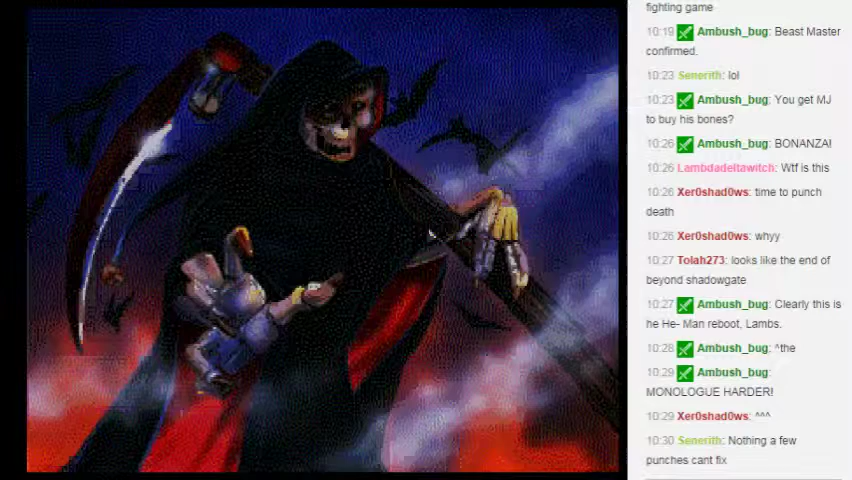 fighting game
10:19 Ambush_bug: Beast Master
confirmed.
10:23 Senerith: lol
10:23 Ambush_bug: You get MJ
to buy his bones?
10:26 Ambush_bug: BONANZA!
10:26 Lambdadeltawitch: Wtf is this
10:26 Xer0shad0ws: time to punch
death
10:26 Xer0shad0ws: whyy
10:27 Tolah273: looks like the end of
beyond shadowgate
10:27 Ambush_bug: Clearly this is
he He- Man reboot, Lambs.
10:28 Ambush_bug: ^the
10:29 Ambush_bug:
MONOLOGUE HARDER!
10:29 Xer0shad0ws: ^^^
10:30 Senerith: Nothing a few
punches cant fix